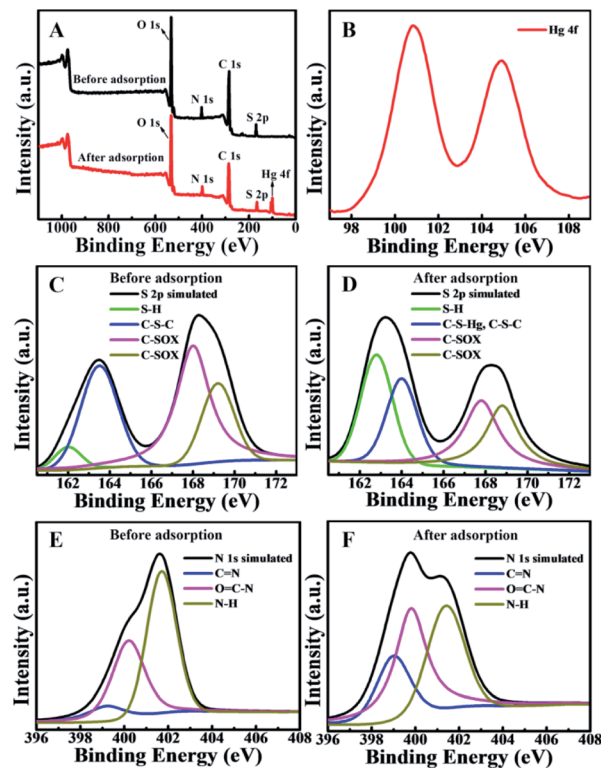 A
O 1s
C 1s
Before adsorption
N 1s
S 2p
O 1s
C 1s
After adsorption
N 1s
Hg 4f
S 2p
1000 800 600 400 200 0
Binding Energy (eV)
Intensity (a.u.)
B
Hg 4f
98 100 102 104 106 108
Binding Energy (eV)
Intensity (a.u.)
C
Before adsorption
S 2p simulated
S-H
C-S-C
C-SOX
C-SOX
162 164 166 168 170 172
Binding Energy (eV)
Intensity (a.u.)
D
After adsorption
S 2p simulated
S-H
C-S-Hg, C-S-C
C-SOX
C-SOX
162 164 166 168 170 172
Binding Energy (eV)
Intensity (a.u.)
E
Before adsorption
N 1s simulated
C=N
O=C-N
N-H
396 398 400 402 404 406 408
Binding Energy (eV)
Intensity (a.u.)
F
After adsorption
N 1s simulated
C=N
O=C-N
N-H
396 398 400 402 404 406 408
Binding Energy (eV)
Intensity (a.u.)